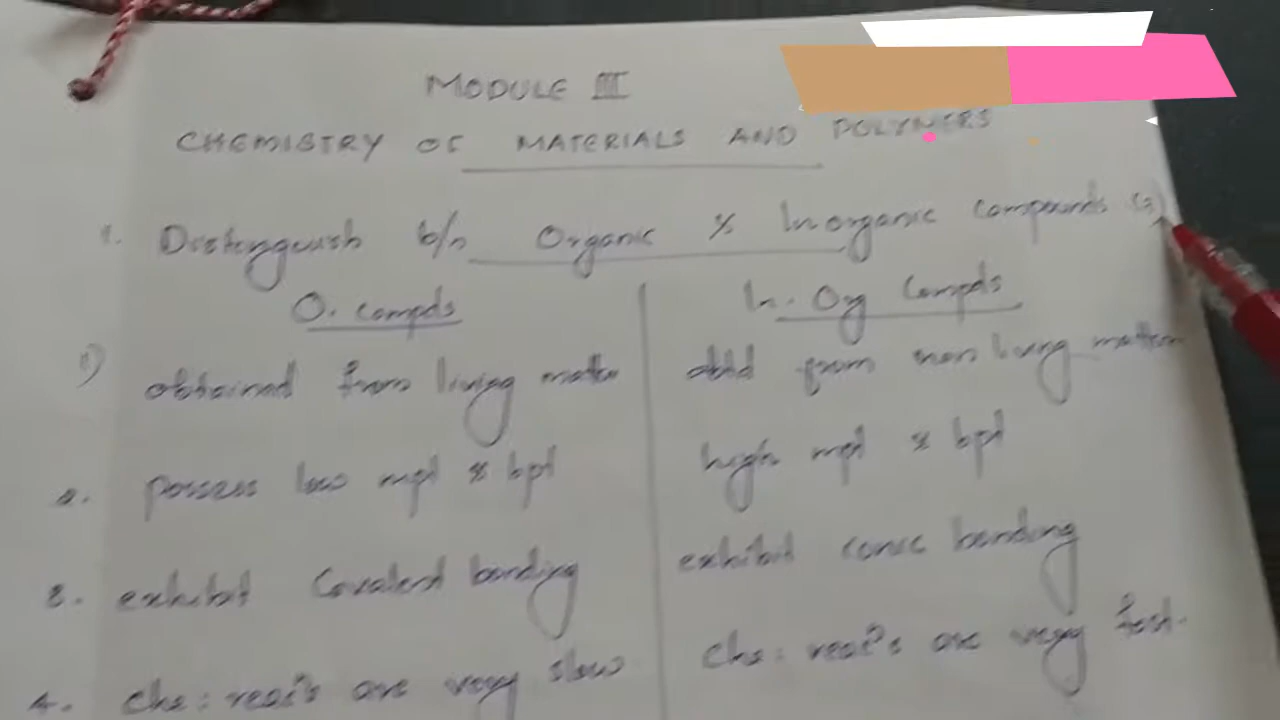 MODULE III
CHEMISTRY OF MATERIALS AND POLYMERS
1. Distinguish b/n Organic & Inorganic compounds (3)
O. compds
In. Org Compds
1) obtained from living matter
obtd from non living matter
2. possess low mpt & bpt
high mpt & bpt
3. exhibit Covalent bonding
exhibit ionic bonding
4. Che: reac's are very slow
Che: reac's are very fast.